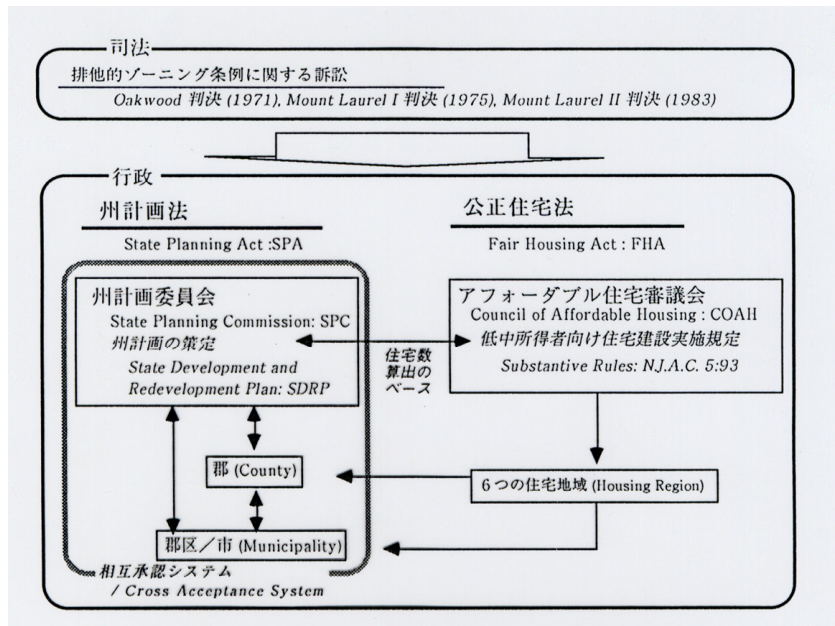 司法
排他的ゾーニング条例に関する訴訟
Oakwood 判決 (1971), Mount Laurel I 判決 (1975), Mount Laurel II 判決 (1983)
行政
州計画法
State Planning Act :SPA
公正住宅法
Fair Housing Act : FHA
州計画委員会
State Planning Commission: SPC
州計画の策定
State Development and
Redevelopment Plan: SDRP
住宅数
算出の
ベース
アフォーダブル住宅審議会
Council of Affordable Housing : COAH
低中所得者向け住宅建設実施規定
Substantive Rules: N.J.A.C. 5:93
郡 (County)
6つの住宅地域 (Housing Region)
郡区／市 (Municipality)
相互承認システム
/ Cross Acceptance System